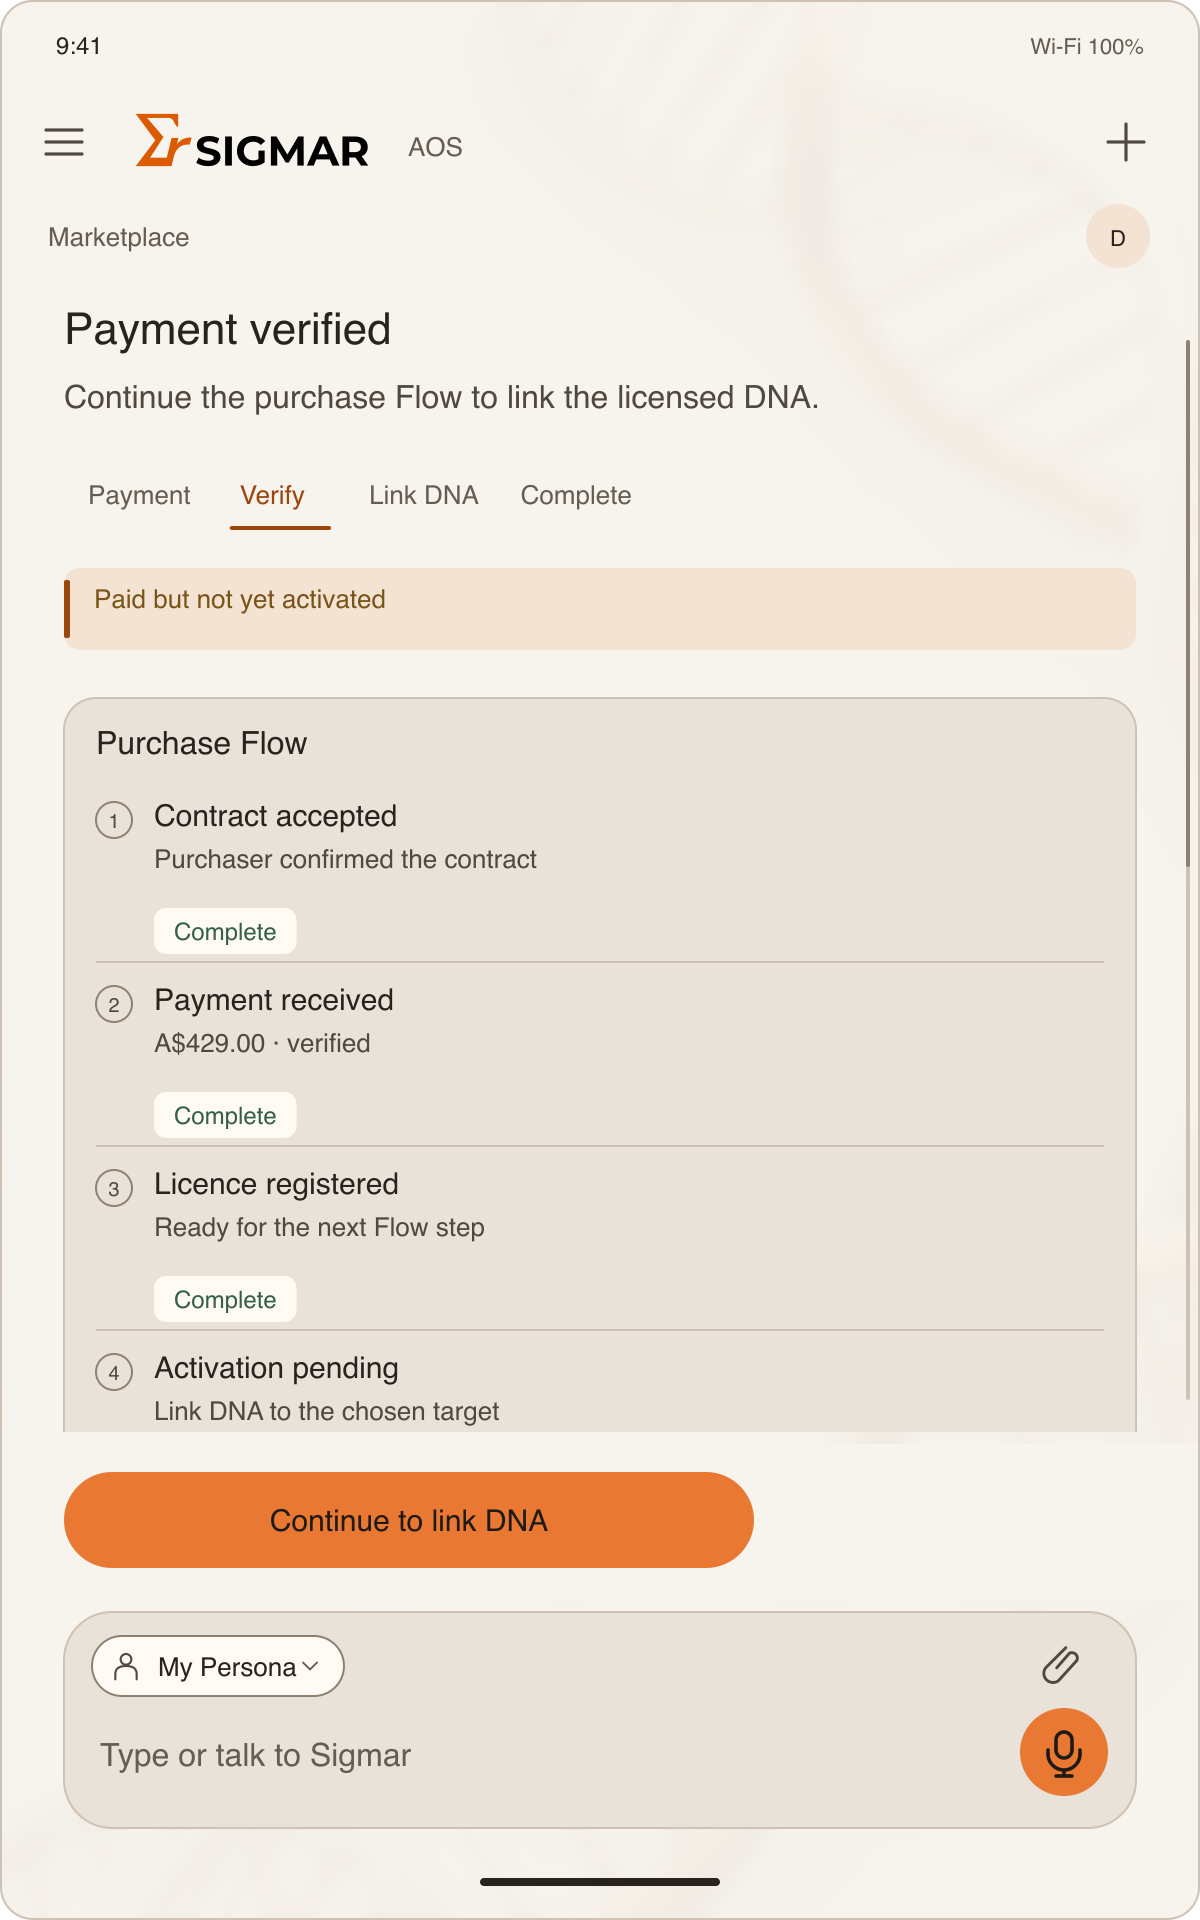 9:41
Wi-Fi 100%
Σr SIGMAR AOS
Marketplace
D
Payment verified
Continue the purchase Flow to link the licensed DNA.
Payment Verify Link DNA Complete
Paid but not yet activated
Purchase Flow
1 Contract accepted
Purchaser confirmed the contract
Complete
2 Payment received
A$429.00 · verified
Complete
3 Licence registered
Ready for the next Flow step
Complete
4 Activation pending
Link DNA to the chosen target
Continue to link DNA
My Persona
Type or talk to Sigmar